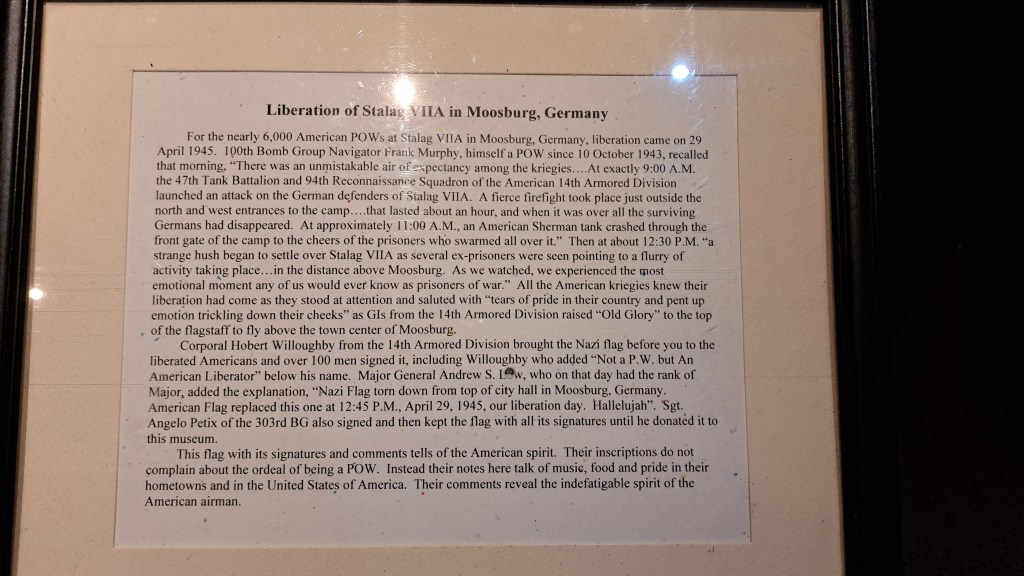 Liberation of Stalag VIIA in Moosburg, Germany
For the nearly 6,000 American POWs at Stalag VIIA in Moosburg, Germany, liberation came on 29
April 1945. 100th Bomb Group Navigator Frank Murphy, himself a POW since 10 October 1943, recalled
that morning, “There was an unmistakable air of expectancy among the kriegies….At exactly 9:00 A.M.
the 47th Tank Battalion and 94th Reconnaissance Squadron of the American 14th Armored Division
launched an attack on the German defenders of Stalag VIIA. A fierce firefight took place just outside the
north and west entrances to the camp….that lasted about an hour, and when it was over all the surviving
Germans had disappeared. At approximately 11:00 A.M., an American Sherman tank crashed through the
front gate of the camp to the cheers of the prisoners who swarmed all over it.” Then at about 12:30 P.M. “a
strange hush began to settle over Stalag VIIA as several ex-prisoners were seen pointing to a flurry of
activity taking place…in the distance above Moosburg. As we watched, we experienced the most
emotional moment any of us would ever know as prisoners of war.” All the American kriegies knew their
liberation had come as they stood at attention and saluted with “tears of pride in their country and pent up
emotion trickling down their cheeks” as GIs from the 14th Armored Division raised “Old Glory” to the top
of the flagstaff to fly above the town center of Moosburg.
Corporal Hobert Willoughby from the 14th Armored Division brought the Nazi flag before you to the
liberated Americans and over 100 men signed it, including Willoughby who added “Not a P.W. but An
American Liberator” below his name. Major General Andrew S. Low, who on that day had the rank of
Major, added the explanation, “Nazi Flag torn down from top of city hall in Moosburg, Germany.
American Flag replaced this one at 12:45 P.M., April 29, 1945, our liberation day. Hallelujah”. Sgt.
Angelo Petix of the 303rd BG also signed and then kept the flag with all its signatures until he donated it to
this museum.
This flag with its signatures and comments tells of the American spirit. Their inscriptions do not
complain about the ordeal of being a POW. Instead their notes here talk of music, food and pride in their
hometowns and in the United States of America. Their comments reveal the indefatigable spirit of the
American airman.